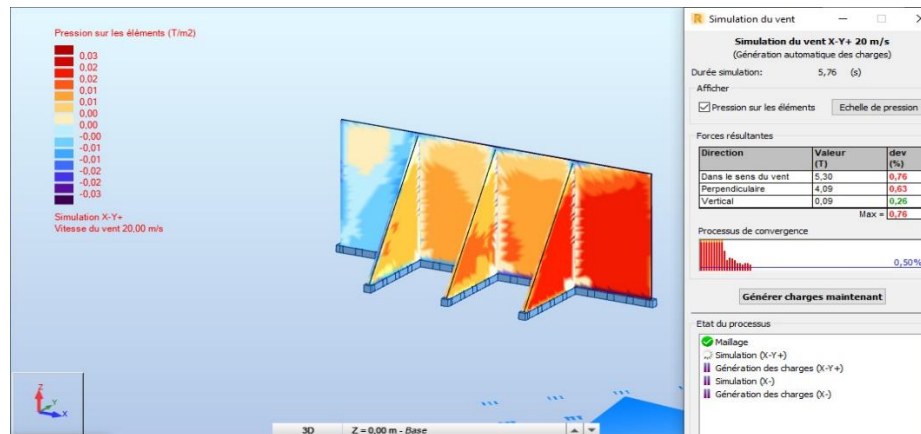 Pression sur les éléments (T/m2)
0,03
0,02
0,02
0,01
0,01
0,00
0,00
-0,00
-0,01
-0,01
-0,02
-0,02
-0,03
Simulation X-Y+
Vitesse du vent 20,00 m/s
Z
Y
X
3D Z = 0,00 m - Base
Simulation du vent
Simulation du vent X-Y+ 20 m/s
(Génération automatique des charges)
Durée simulation: 5,76 (s)
Afficher
Pression sur les éléments Echelle de pression
Forces résultantes
Direction Valeur (T) dev (%)
Dans le sens du vent 5,30 0,76
Perpendiculaire 4,09 0,63
Vertical 0,09 0,26
Max = 0,76
Processus de convergence
0,50%
Générer charges maintenant
Etat du processus
Maillage
Simulation (X-Y+)
Génération des charges (X-Y+)
Simulation (X-)
Génération des charges (X-)